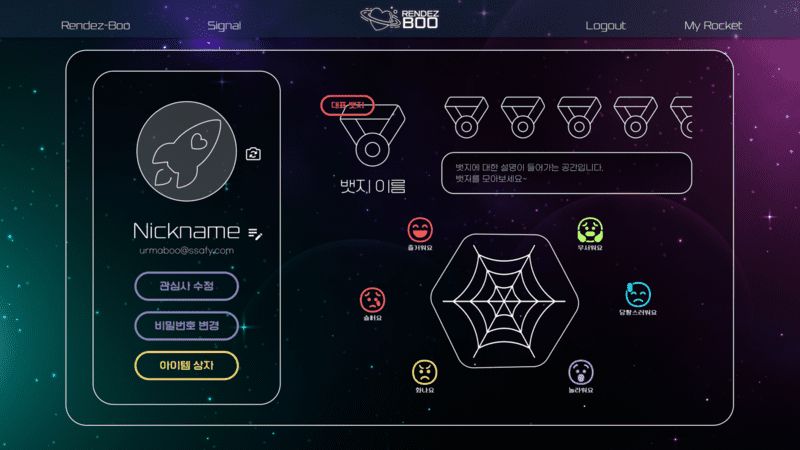 Rendez-Boo
Signal
RENDEZ
BOO
Logout
My Rocket
대표 뱃지
뱃지 이름
뱃지에 대한 설명이 들어가는 공간입니다.
뱃지를 모아보세요~
Nickname
urmaboo@ssafy.com
관심사 수정
비밀번호 변경
아이템 상자
즐거워요
무서워요
슬퍼요
당황스러워요
화나요
놀라워요